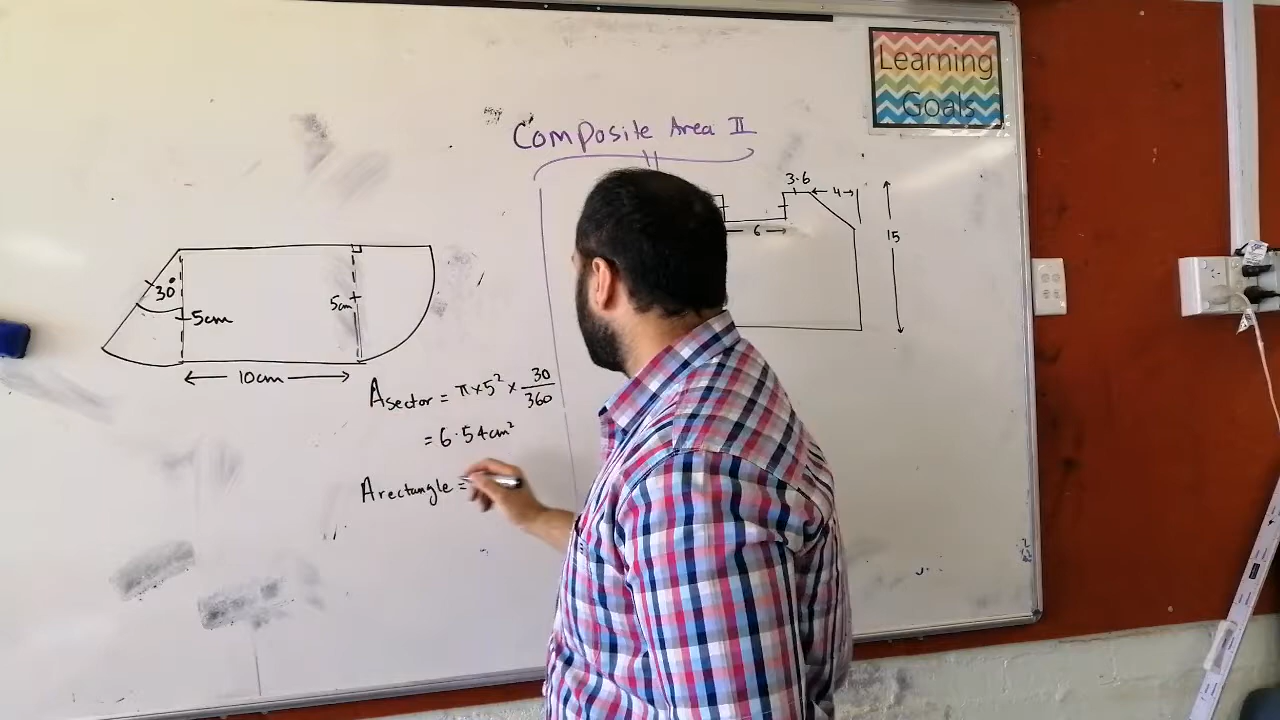 Learning
Goals
Composite Area II
3.6
4
6
15
30°
5cm
5cm
10cm
Asector = π×5² × 30/360
= 6.54cm²
Arectangle =